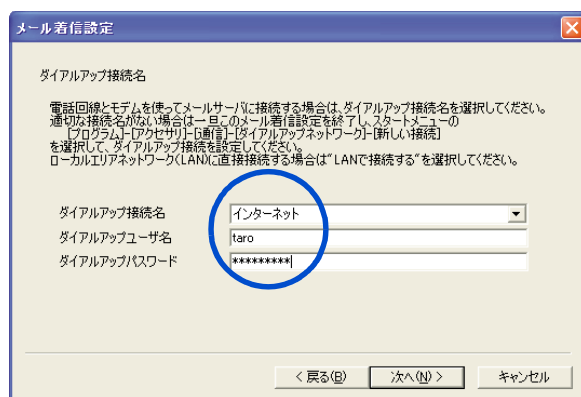 メール着信設定
ダイアルアップ接続名
電話回線とモデムを使ってメールサーバに接続する場合は、ダイアルアップ接続名を選択してください。
適切な接続名がない場合は一旦このメール着信設定を終了し、スタートメニューの
[プログラム]-[アクセサリ]-[通信]-[ダイアルアップネットワーク]-[新しい接続]
を選択して、ダイアルアップ接続を設定してください。
ローカルエリアネットワーク(LAN)に直接接続する場合は"LANで接続する"を選択してください。
ダイアルアップ接続名 インターネット
ダイアルアップユーザ名 taro
ダイアルアップパスワード *********
< 戻る(B) 次へ(N) > キャンセル